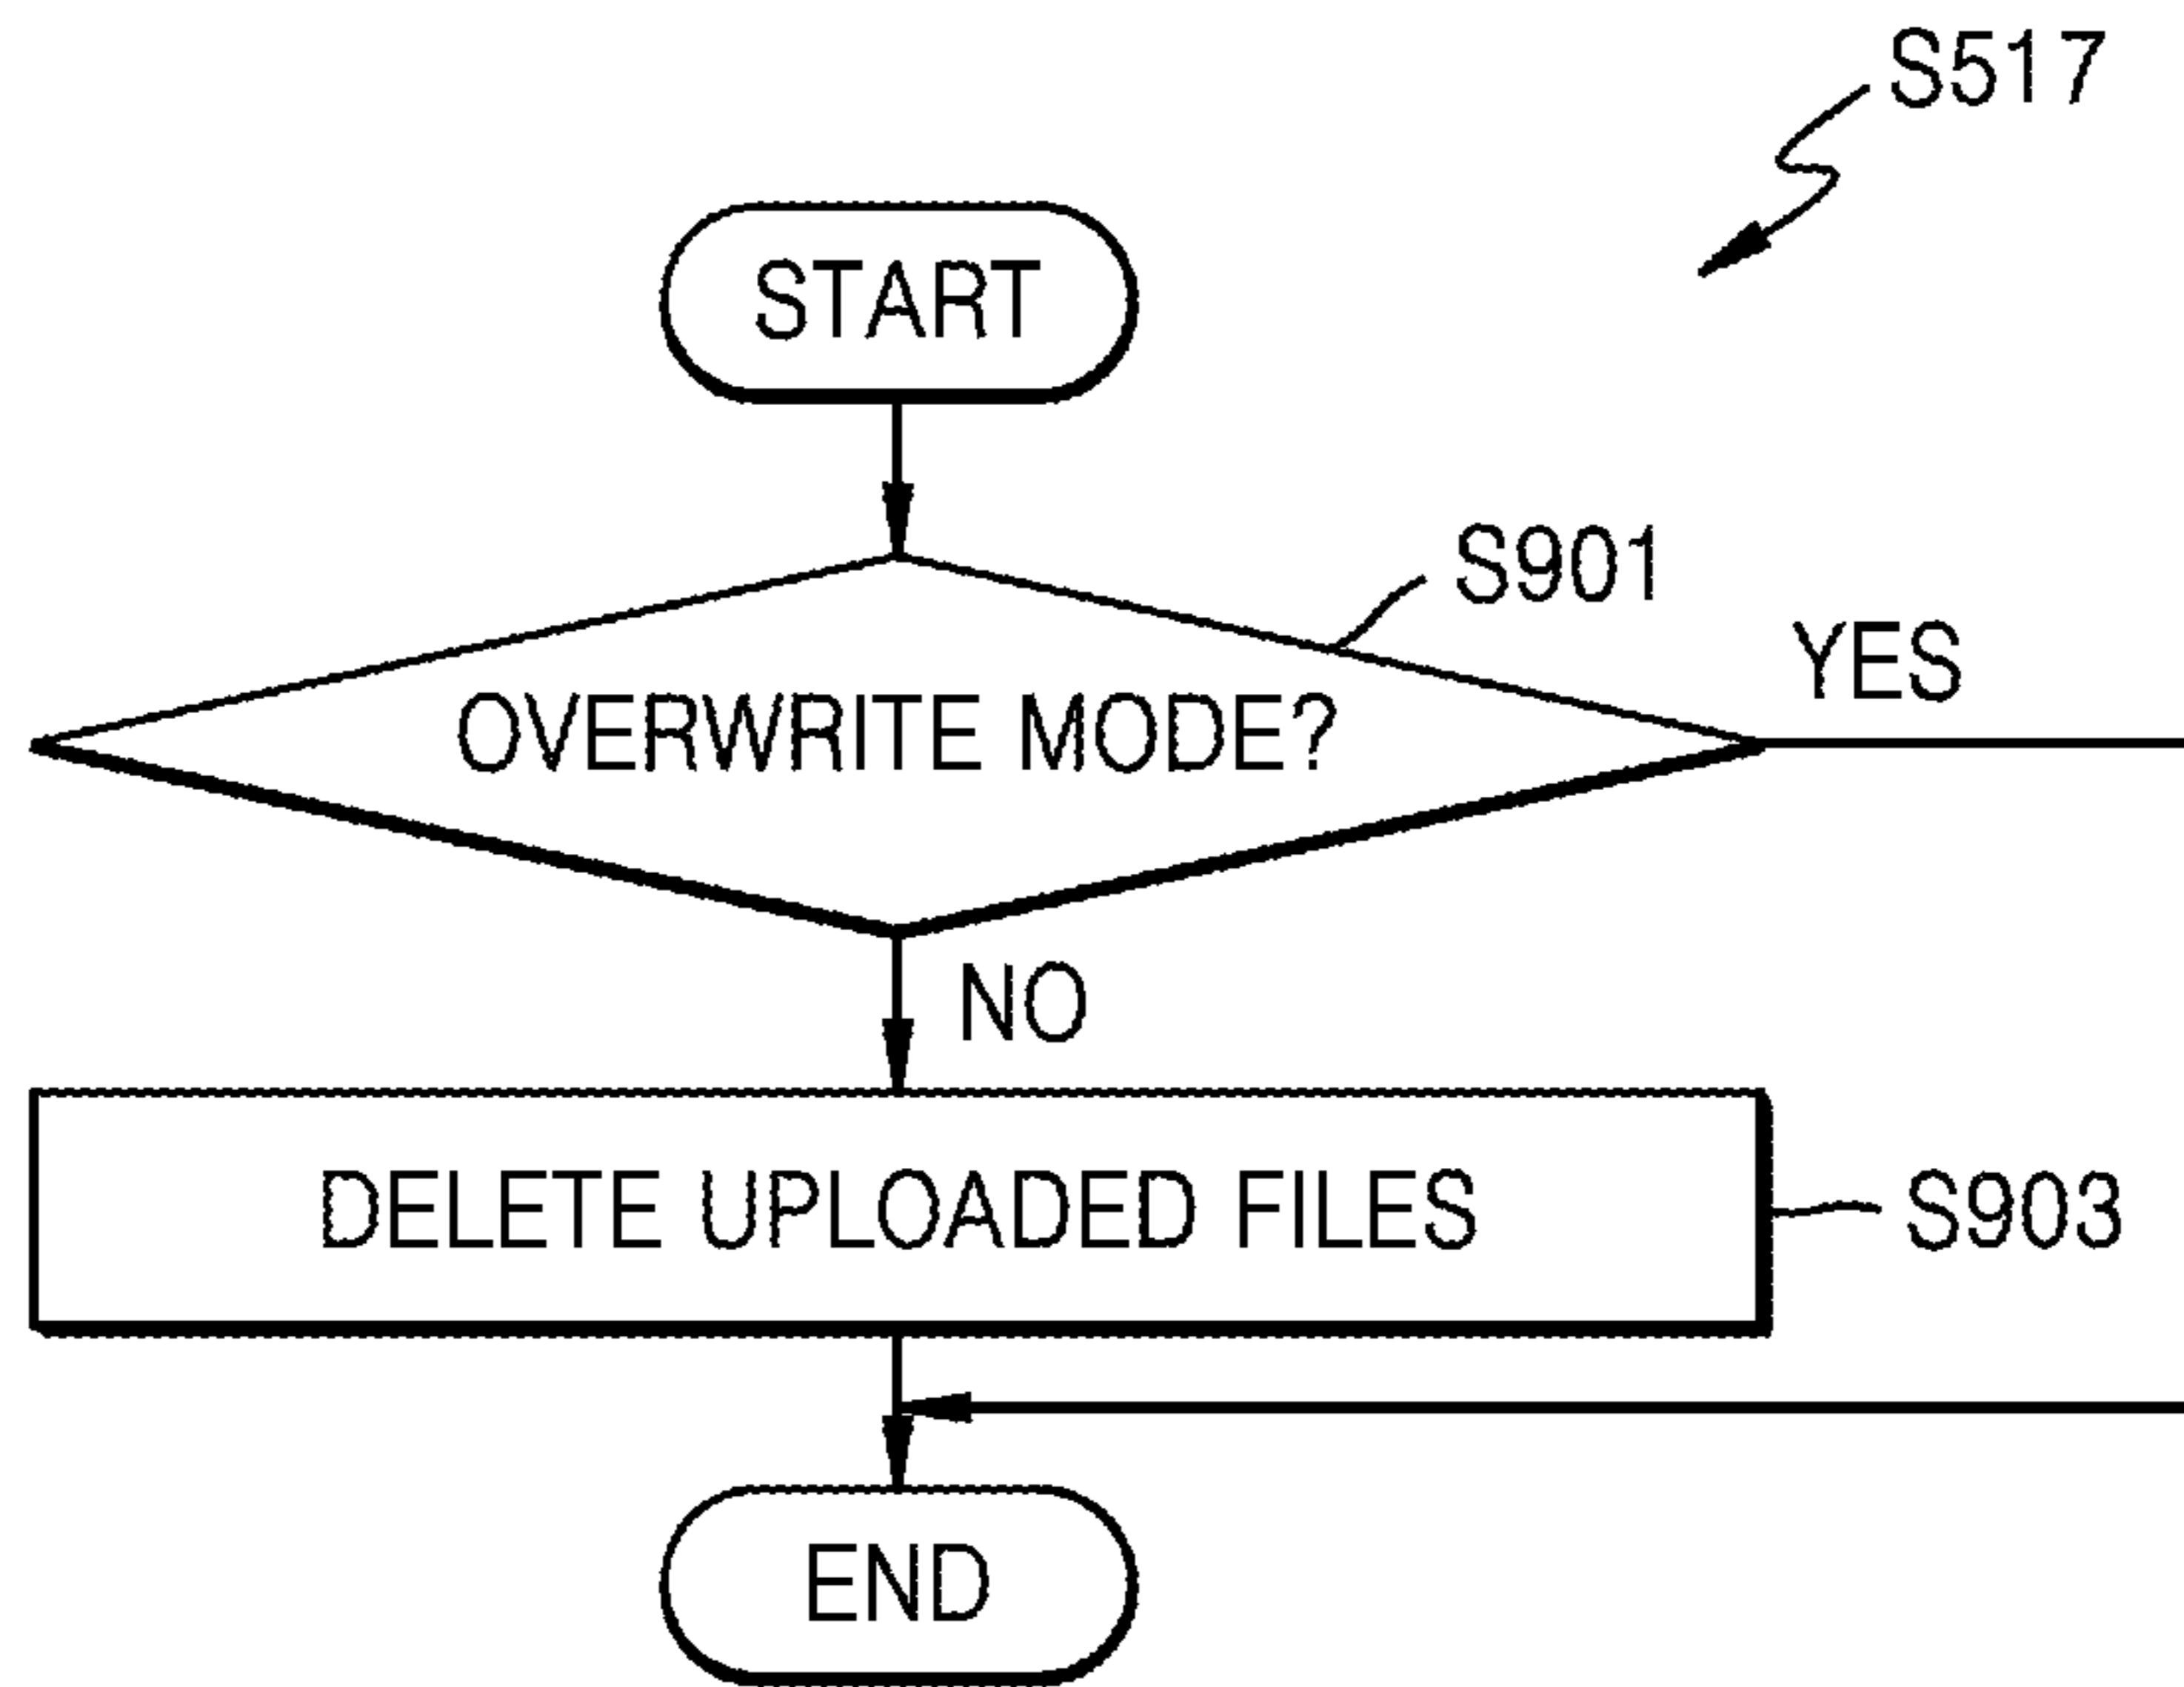 S517
START
S901
YES
OVERWRITE MODE?
NO
DELETE UPLOADED FILES
S903
END